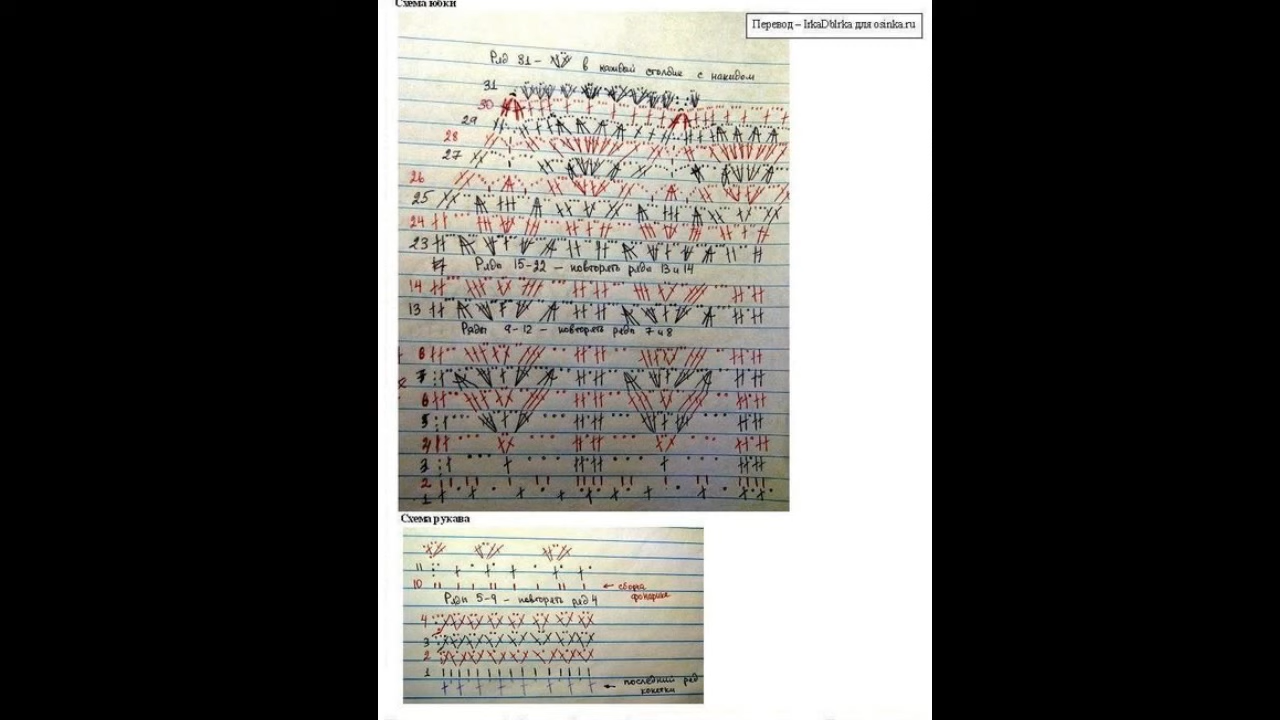 Схема юбки
Перевод – IrkaDbIrka для osinka.ru
Ряд 31 – в каждый столбик с накидом
31
30
29
28
27
26
25
24
23
Ряды 15-22 – повторять ряды 13 и 14
14
13
Ряды 9-12 – повторять ряды 7 и 8
8
7
6
5
4
3
2
1
Схема рукава
11
10
← сборка
фонарика
Ряды 5-9 – повторять ряд 4
4
3
2
1
← последний ряд
кокетки